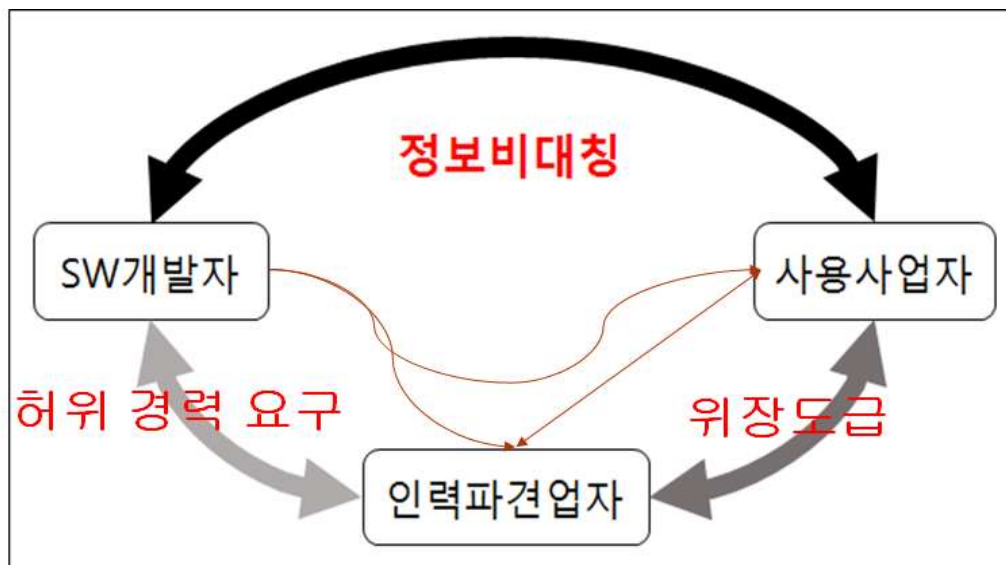 정보비대칭
SW개발자
사용사업자
허위 경력 요구
위장도급
인력파견업자